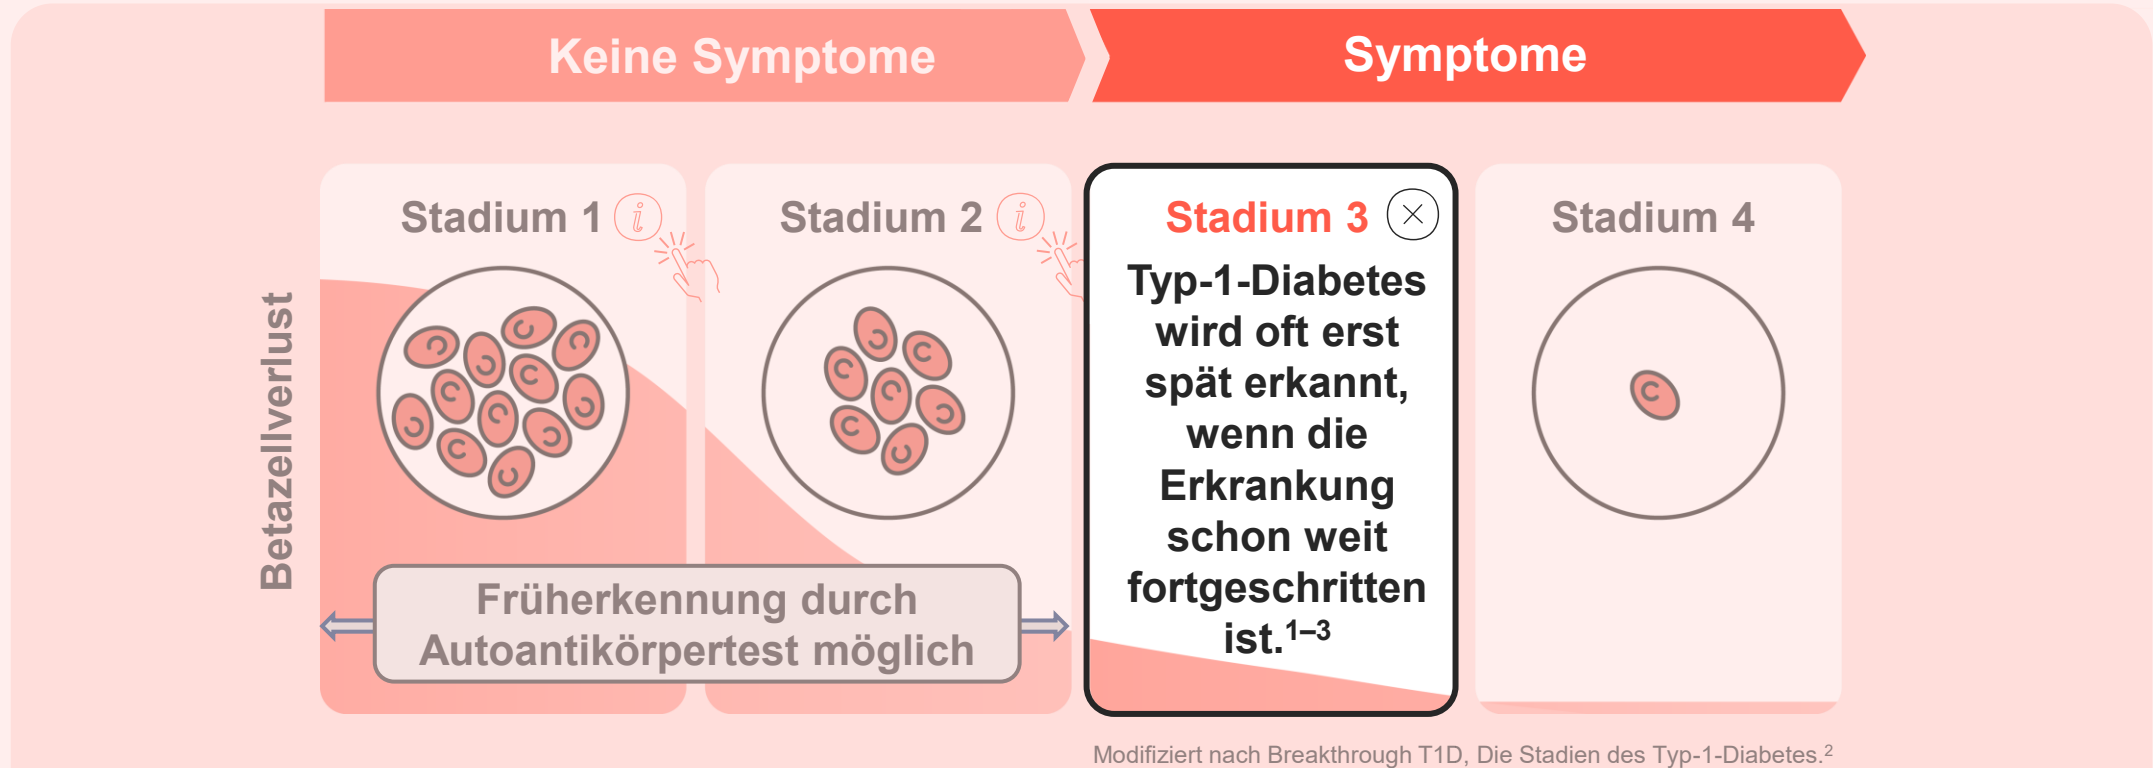 Keine Symptome
Symptome
Stadium 1
Stadium 2
Stadium 3
Stadium 4
Typ-1-Diabetes
wird oft erst
spät erkannt,
wenn die
Erkrankung
schon weit
fortgeschritten
ist.¹⁻³
Betazellverlust
Früherkennung durch
Autoantikörpertest möglich
Modifiziert nach Breakthrough T1D, Die Stadien des Typ-1-Diabetes.²